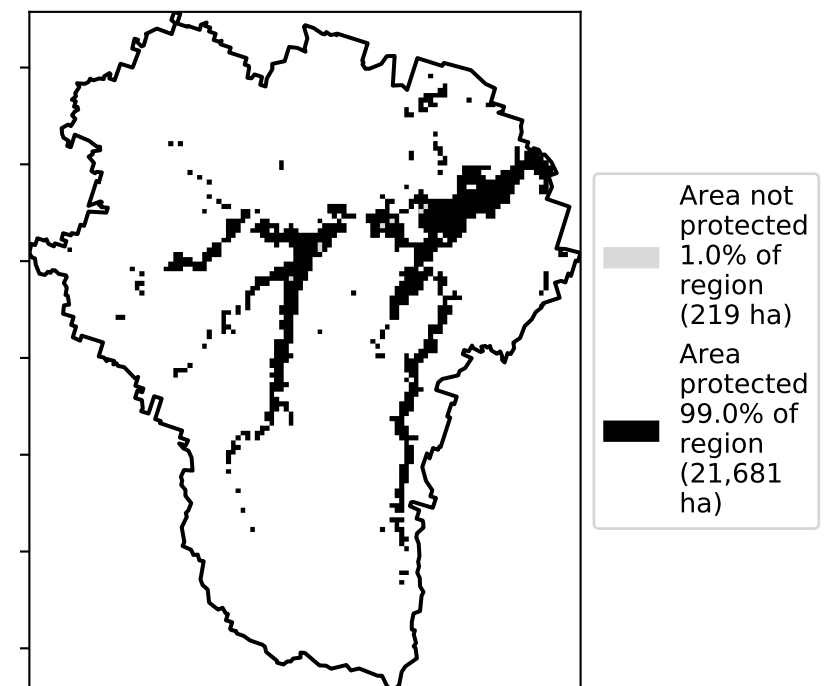 Area not
protected
1.0% of
region
(219 ha)
Area
protected
99.0% of
region
(21,681
ha)